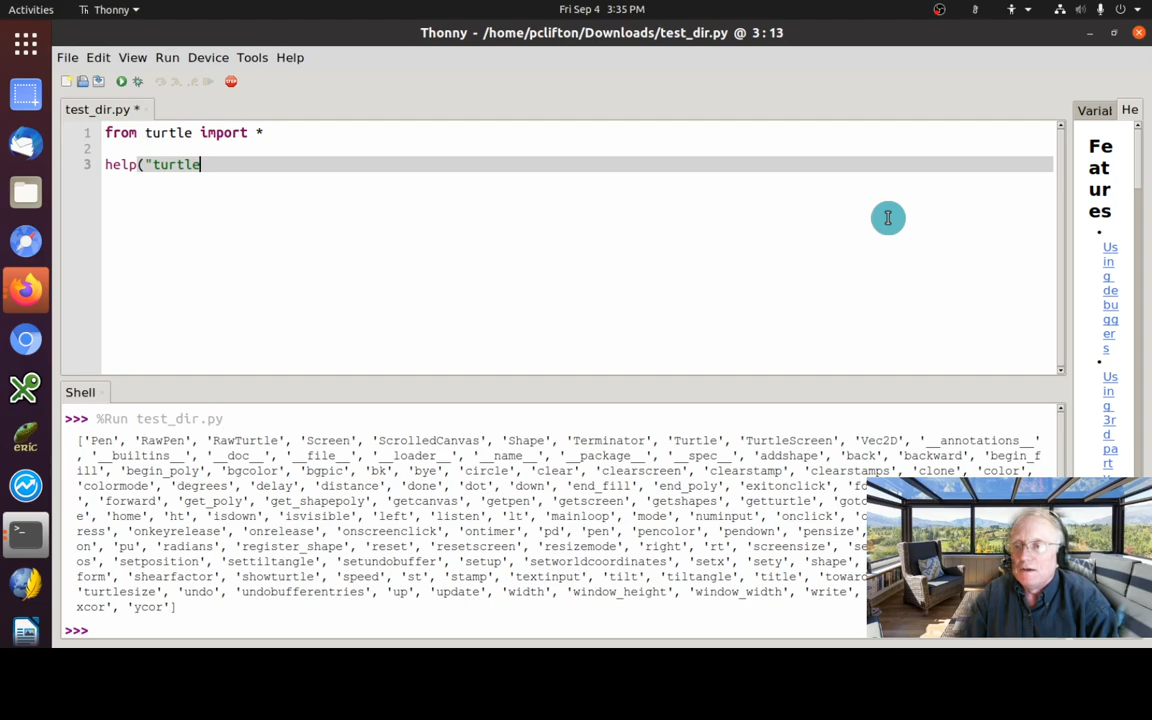 Activities
Thonny
Fri Sep 4 3:35 PM
Thonny - /home/pclifton/Downloads/test_dir.py @ 3:13
File Edit View Run Device Tools Help
STOP
test_dir.py *
1 from turtle import *
2
3 help("turtle
Varial He
Fe
at
ur
es
Us
in
g
de
bu
gg
er
s
Us
in
g
3r
d
pa
rt
Shell
>>> %Run test_dir.py
['Pen', 'RawPen', 'RawTurtle', 'Screen', 'ScrolledCanvas', 'Shape', 'Terminator', 'Turtle', 'TurtleScreen', 'Vec2D', '__annotations__'
, '__builtins__', '__doc__', '__file__', '__loader__', '__name__', '__package__', '__spec__', 'addshape', 'back', 'backward', 'begin_f
ill', 'begin_poly', 'bgcolor', 'bgpic', 'bk', 'bye', 'circle', 'clear', 'clearscreen', 'clearstamp', 'clearstamps', 'clone', 'color',
'colormode', 'degrees', 'delay', 'distance', 'done', 'dot', 'down', 'end_fill', 'end_poly', 'exitonclick', 'fd
, 'forward', 'get_poly', 'get_shapepoly', 'getcanvas', 'getpen', 'getscreen', 'getshapes', 'getturtle', 'goto
e', 'home', 'ht', 'isdown', 'isvisible', 'left', 'listen', 'lt', 'mainloop', 'mode', 'numinput', 'onclick',
ress', 'onkeyrelease', 'onrelease', 'onscreenclick', 'ontimer', 'pd', 'pen', 'pencolor', 'pendown', 'pensize',
on', 'pu', 'radians', 'register_shape', 'reset', 'resetscreen', 'resizemode', 'right', 'rt', 'screensize', 'se
os', 'setposition', 'settiltangle', 'setundobuffer', 'setup', 'setworldcoordinates', 'setx', 'sety', 'shape',
form', 'shearfactor', 'showturtle', 'speed', 'st', 'stamp', 'textinput', 'tilt', 'tiltangle', 'title', 'toward
'turtlesize', 'undo', 'undobufferentries', 'up', 'update', 'width', 'window_height', 'window_width', 'write',
xcor', 'ycor']
>>>
eric